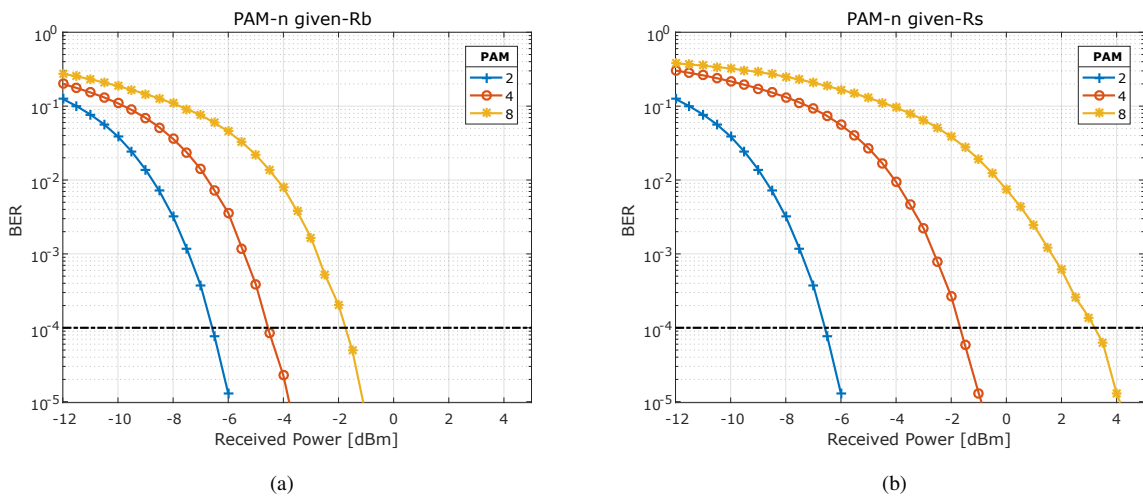 PAM-n given-Rb
10^0
10^-1
10^-2
10^-3
10^-4
10^-5
BER
-12 -10 -8 -6 -4 -2 0 2 4
Received Power [dBm]
PAM
2
4
8
(a)
PAM-n given-Rs
10^0
10^-1
10^-2
10^-3
10^-4
10^-5
BER
-12 -10 -8 -6 -4 -2 0 2 4
Received Power [dBm]
PAM
2
4
8
(b)